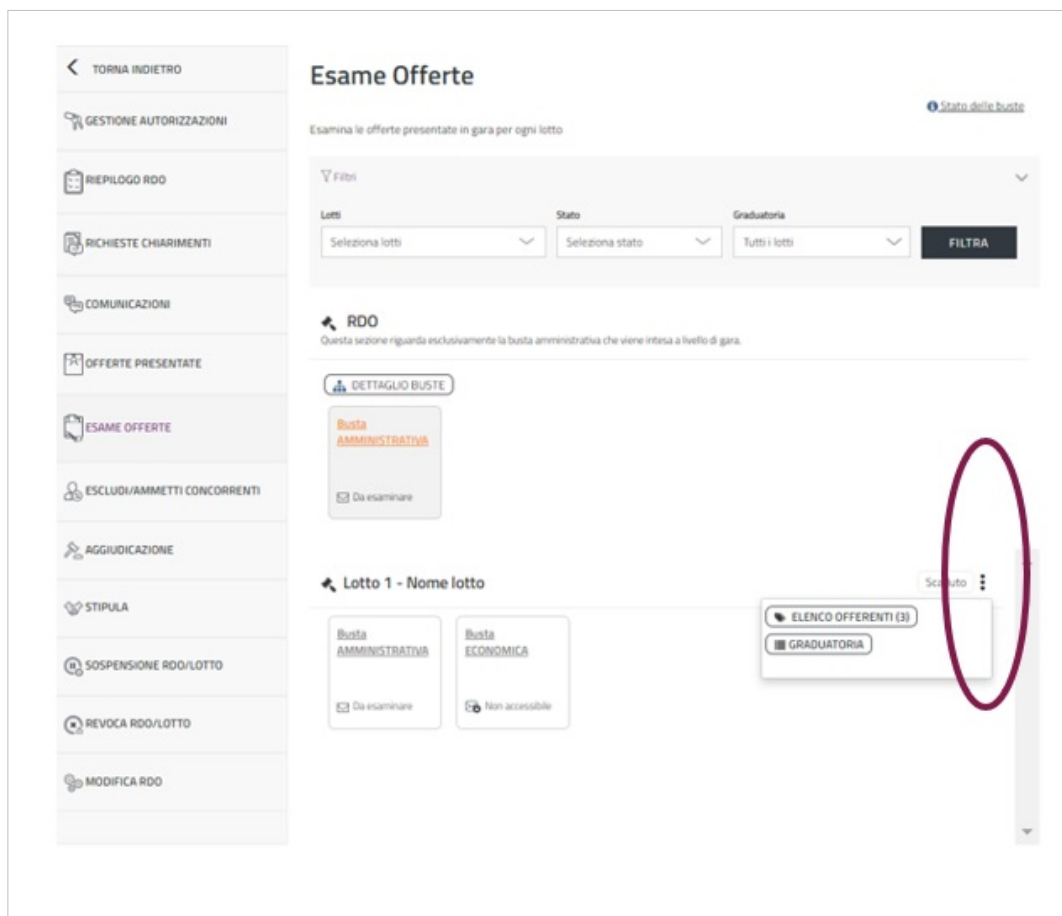 TORNA INDIETRO
GESTIONE AUTORIZZAZIONI
RIEPILOGO RDO
RICHIESTE CHIARIMENTI
COMUNICAZIONI
OFFERTE PRESENTATE
ESAME OFFERTE
ESCLUDI/AMMETTI CONCORRENTI
AGGIUDICAZIONE
STIPULA
SOSPENSIONE RDO/LOTTO
REVOCA RDO/LOTTO
MODIFICA RDO
Esame Offerte
Stato delle buste
Esamina le offerte presentate in gara per ogni lotto
Filtri
Lotti Stato Graduatoria
Seleziona lotti Seleziona stato Tutti i lotti FILTRA
RDO
Questa sezione riguarda esclusivamente la busta amministrativa che viene intesa a livello di gara.
DETTAGLIO BUSTE
Busta
AMMINISTRATIVA
Da esaminare
Lotto 1 - Nome lotto
Scaduto
ELENCO OFFERENTI (3)
GRADUATORIA
Busta
AMMINISTRATIVA
Da esaminare
Busta
ECONOMICA
Non accessibile